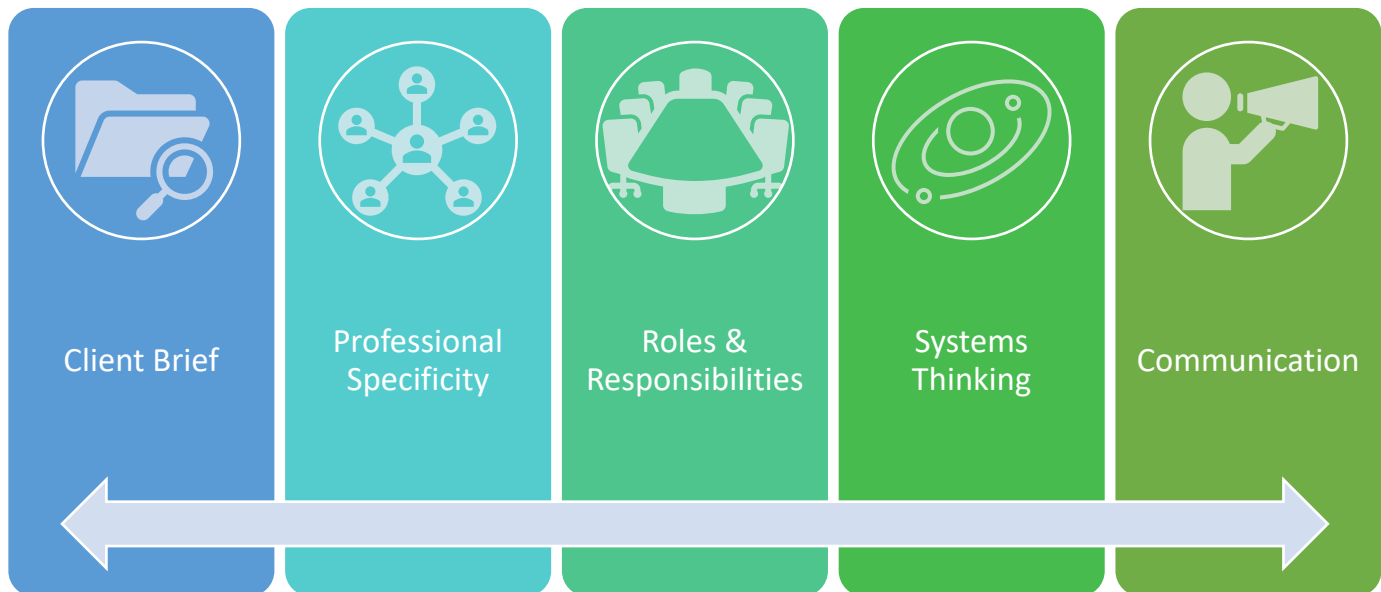 Client Brief
Professional
Specificity
Roles &
Responsibilities
Systems
Thinking
Communication